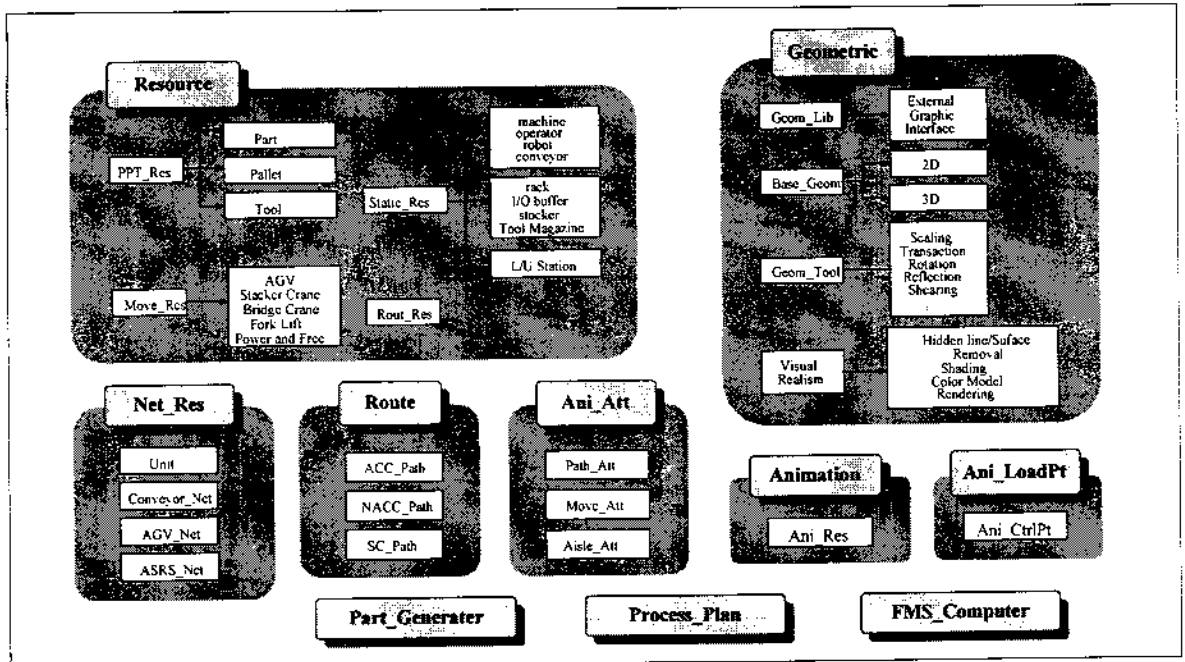 Resource
PPT_Res
Part
Pallet
Tool
Move_Res
AGV
Stacker Crane
Bridge Crane
Fork Lift
Power and Free
Static_Res
Rout_Res
machine
operator
robot
conveyor
rack
I/O buffer
stocker
Tool Magazine
L/U Station
Geometric
Geom_Lib
Base_Geom
Geom_Tool
Visual
Realism
External
Graphic
Interface
2D
3D
Scaling
Transaction
Rotation
Reflection
Shearing
Hidden line/Suface
Removal
Shading
Color Model
Rendering
Net_Res
Unit
Conveyor_Net
AGV_Net
ASRS_Net
Route
ACC_Path
NACC_Path
SC_Path
Ani_Att
Path_Att
Move_Att
Aisle_Att
Animation
Ani_Res
Ani_LoadPt
Ani_CtrlPt
Part_Generater
Process_Plan
FMS_Computer